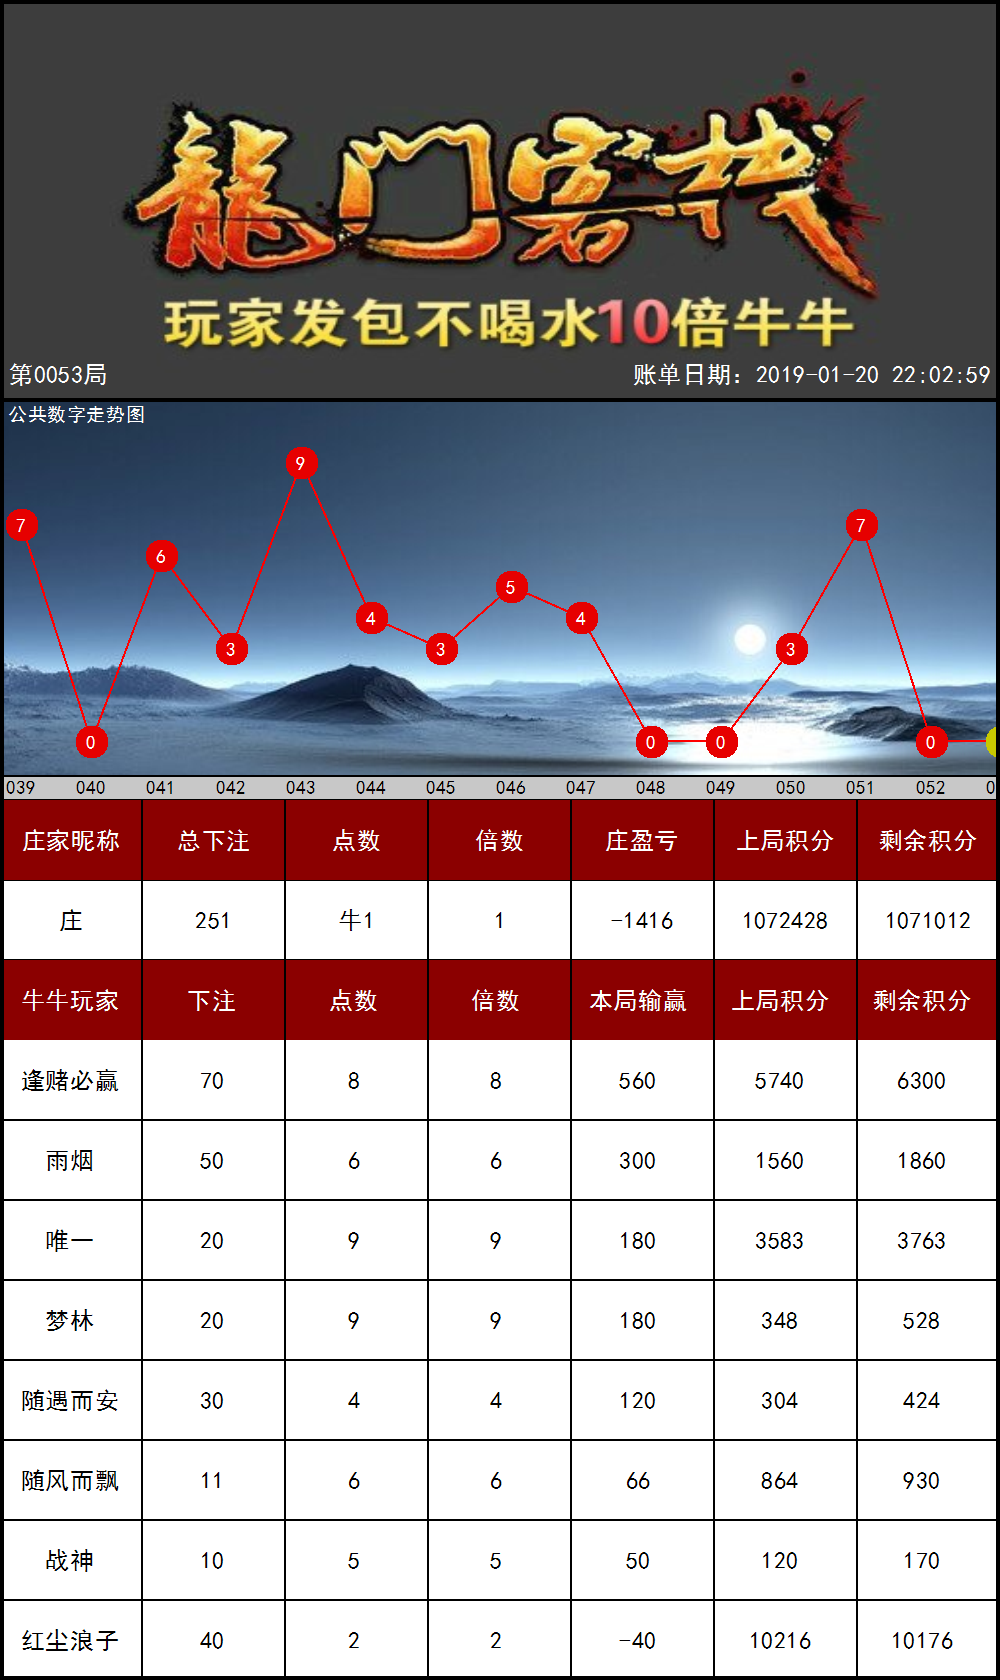 龍门客栈
玩家发包不喝水10倍牛牛
第0053局 账单日期：2019-01-20 22:02:59
公共数字走势图
9
7 7
6
5
4 4
3 3 3
0 0 0 0
039 040 041 042 043 044 045 046 047 048 049 050 051 052 0
庄家昵称 总下注 点数 倍数 庄盈亏 上局积分 剩余积分
庄 251 牛1 1 -1416 1072428 1071012
牛牛玩家 下注 点数 倍数 本局输赢 上局积分 剩余积分
逢赌必赢 70 8 8 560 5740 6300
雨烟 50 6 6 300 1560 1860
唯一 20 9 9 180 3583 3763
梦林 20 9 9 180 348 528
随遇而安 30 4 4 120 304 424
随风而飘 11 6 6 66 864 930
战神 10 5 5 50 120 170
红尘浪子 40 2 2 -40 10216 10176